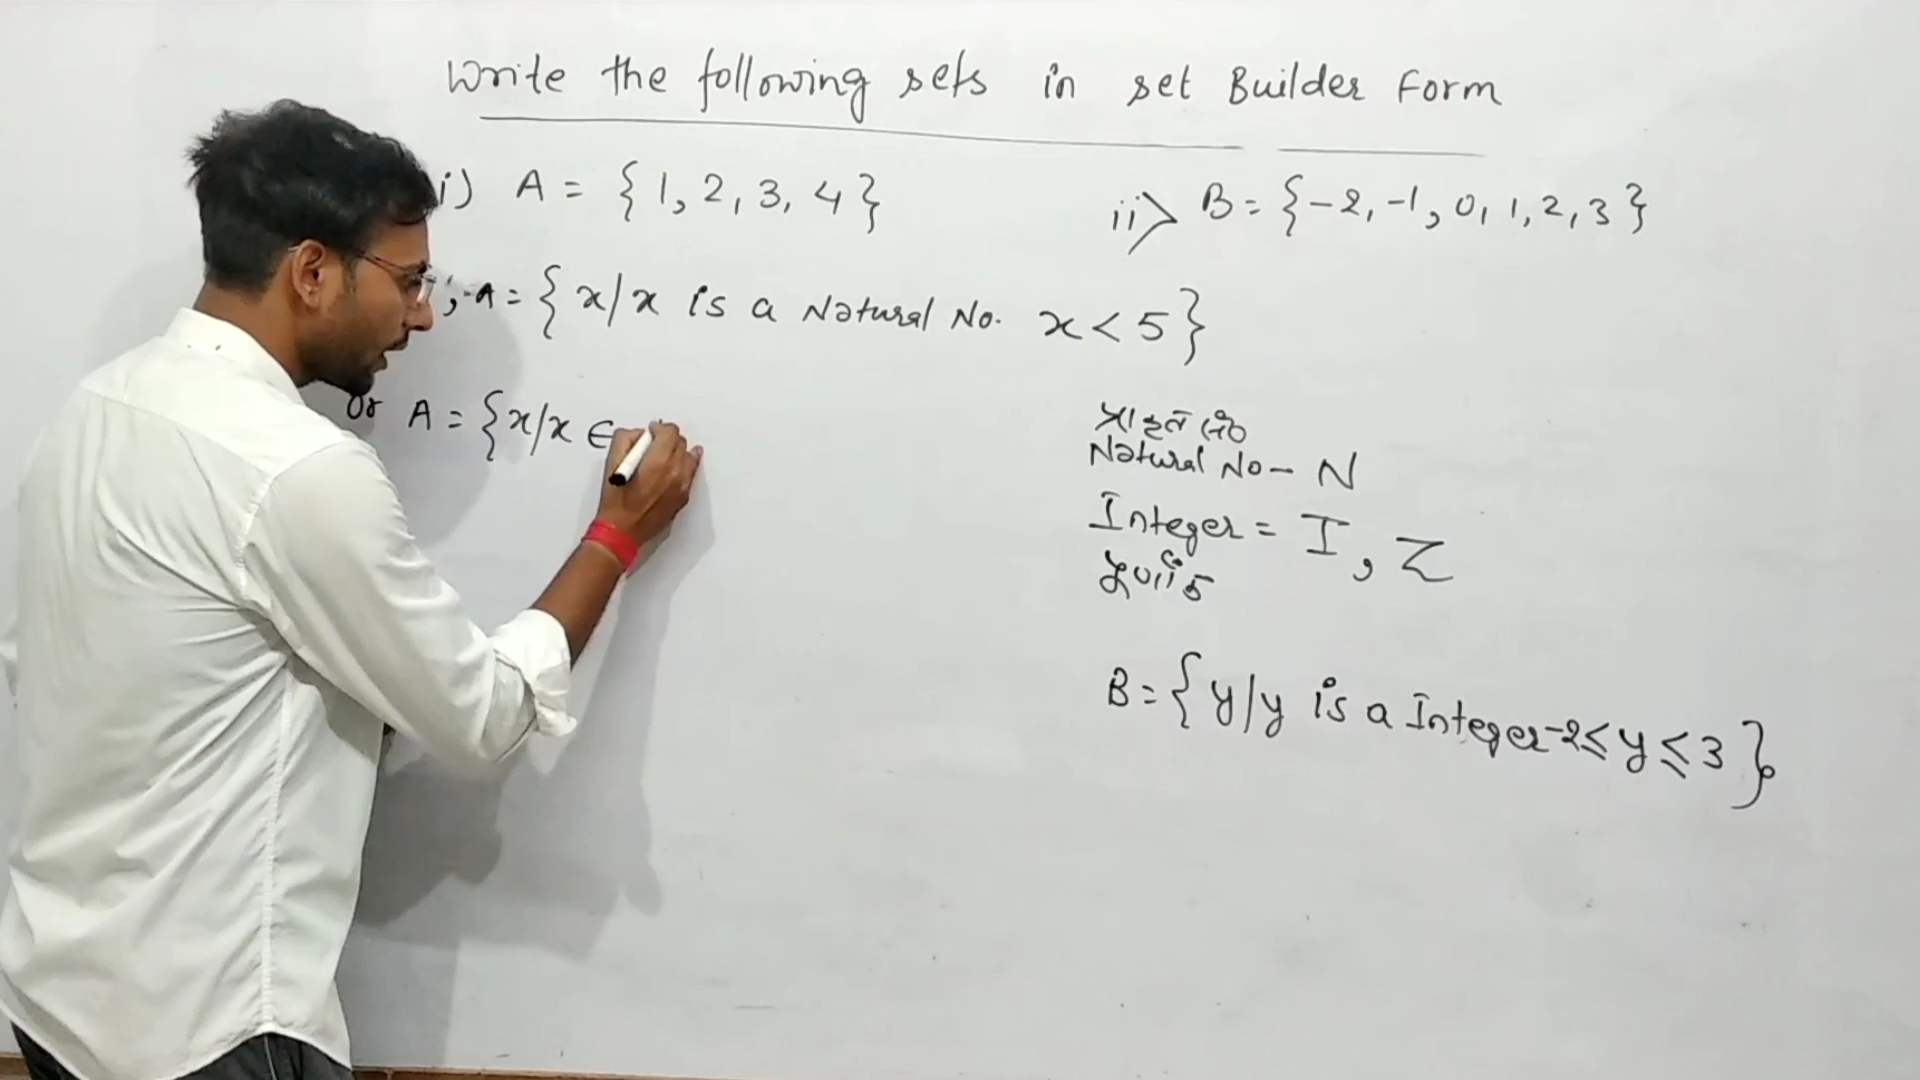 Write the following sets in set Builder Form
i) A = {1, 2, 3, 4}
ii> B = {-2, -1, 0, 1, 2, 3}
A = {x/x is a Natural No. x < 5}
or A = {x/x ∈
Natural No - N
Integer = I, Z
पूर्णांक
B = {y/y is a Integer -2 ≤ y ≤ 3}